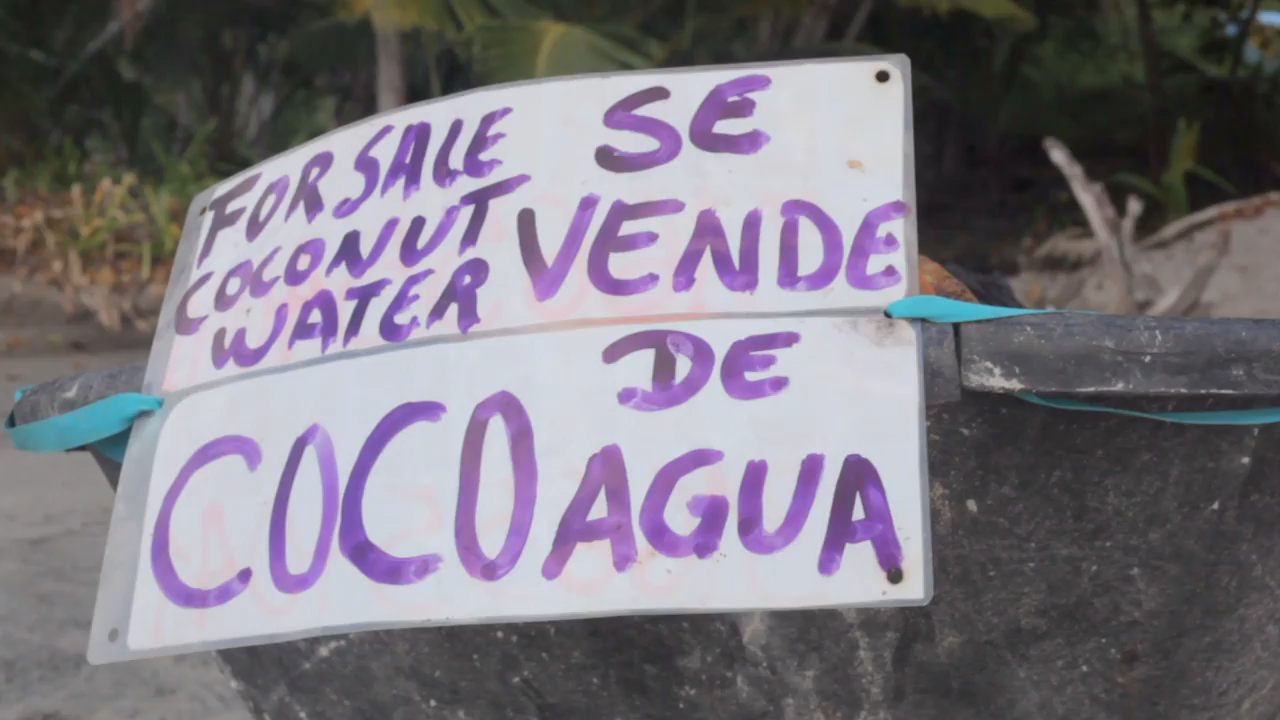 FOR SALE
COCONUT
WATER
SE
VENDE
DE
COCO AGUA